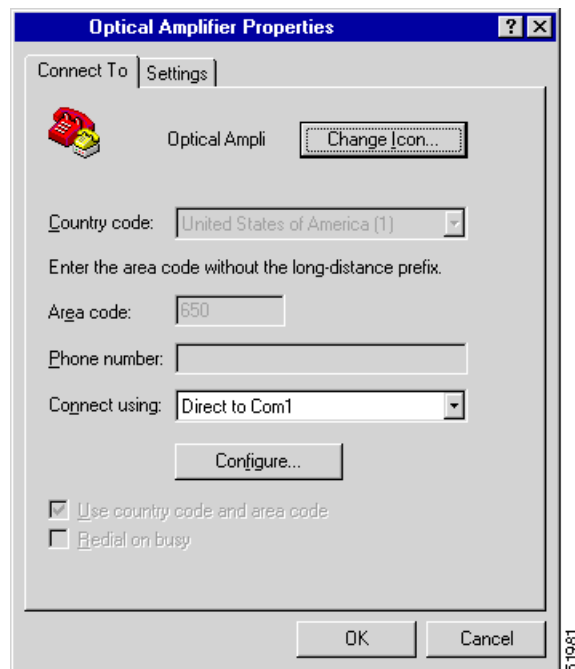 Optical Amplifier Properties
Connect To
Settings
Optical Ampli
Change Icon...
Country code:
United States of America (1)
Enter the area code without the long-distance prefix.
Area code:
650
Phone number:
Connect using:
Direct to Com1
Configure...
Use country code and area code
Redial on busy
OK
Cancel
51981